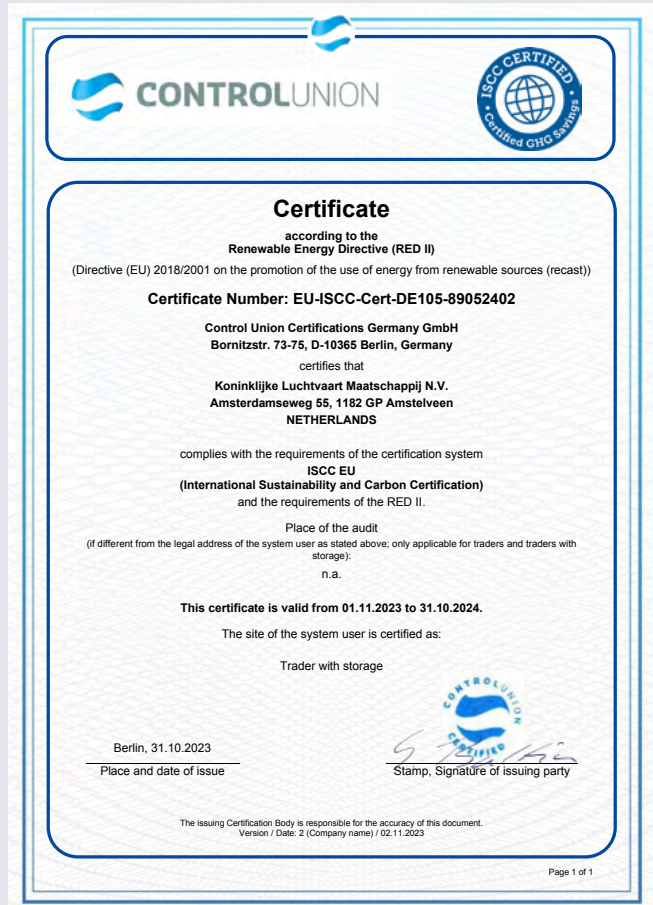 CONTROLUNION
ISCC CERTIFIED
Certified GHG Savings
Certificate
according to the
Renewable Energy Directive (RED II)
(Directive (EU) 2018/2001 on the promotion of the use of energy from renewable sources (recast))
Certificate Number: EU-ISCC-Cert-DE105-89052402
Control Union Certifications Germany GmbH
Bornitzstr. 73-75, D-10365 Berlin, Germany
certifies that
Koninklijke Luchtvaart Maatschappij N.V.
Amsterdamseweg 55, 1182 GP Amstelveen
NETHERLANDS
complies with the requirements of the certification system
ISCC EU
(International Sustainability and Carbon Certification)
and the requirements of the RED II.
Place of the audit
(if different from the legal address of the system user as stated above; only applicable for traders and traders with
storage):
n.a.
This certificate is valid from 01.11.2023 to 31.10.2024.
The site of the system user is certified as:
Trader with storage
CONTROLUNION
CERTIFIED
Berlin, 31.10.2023
Place and date of issue
Stamp, Signature of issuing party
The issuing Certification Body is responsible for the accuracy of this document.
Version / Date: 2 (Company name) / 02.11.2023
Page 1 of 1